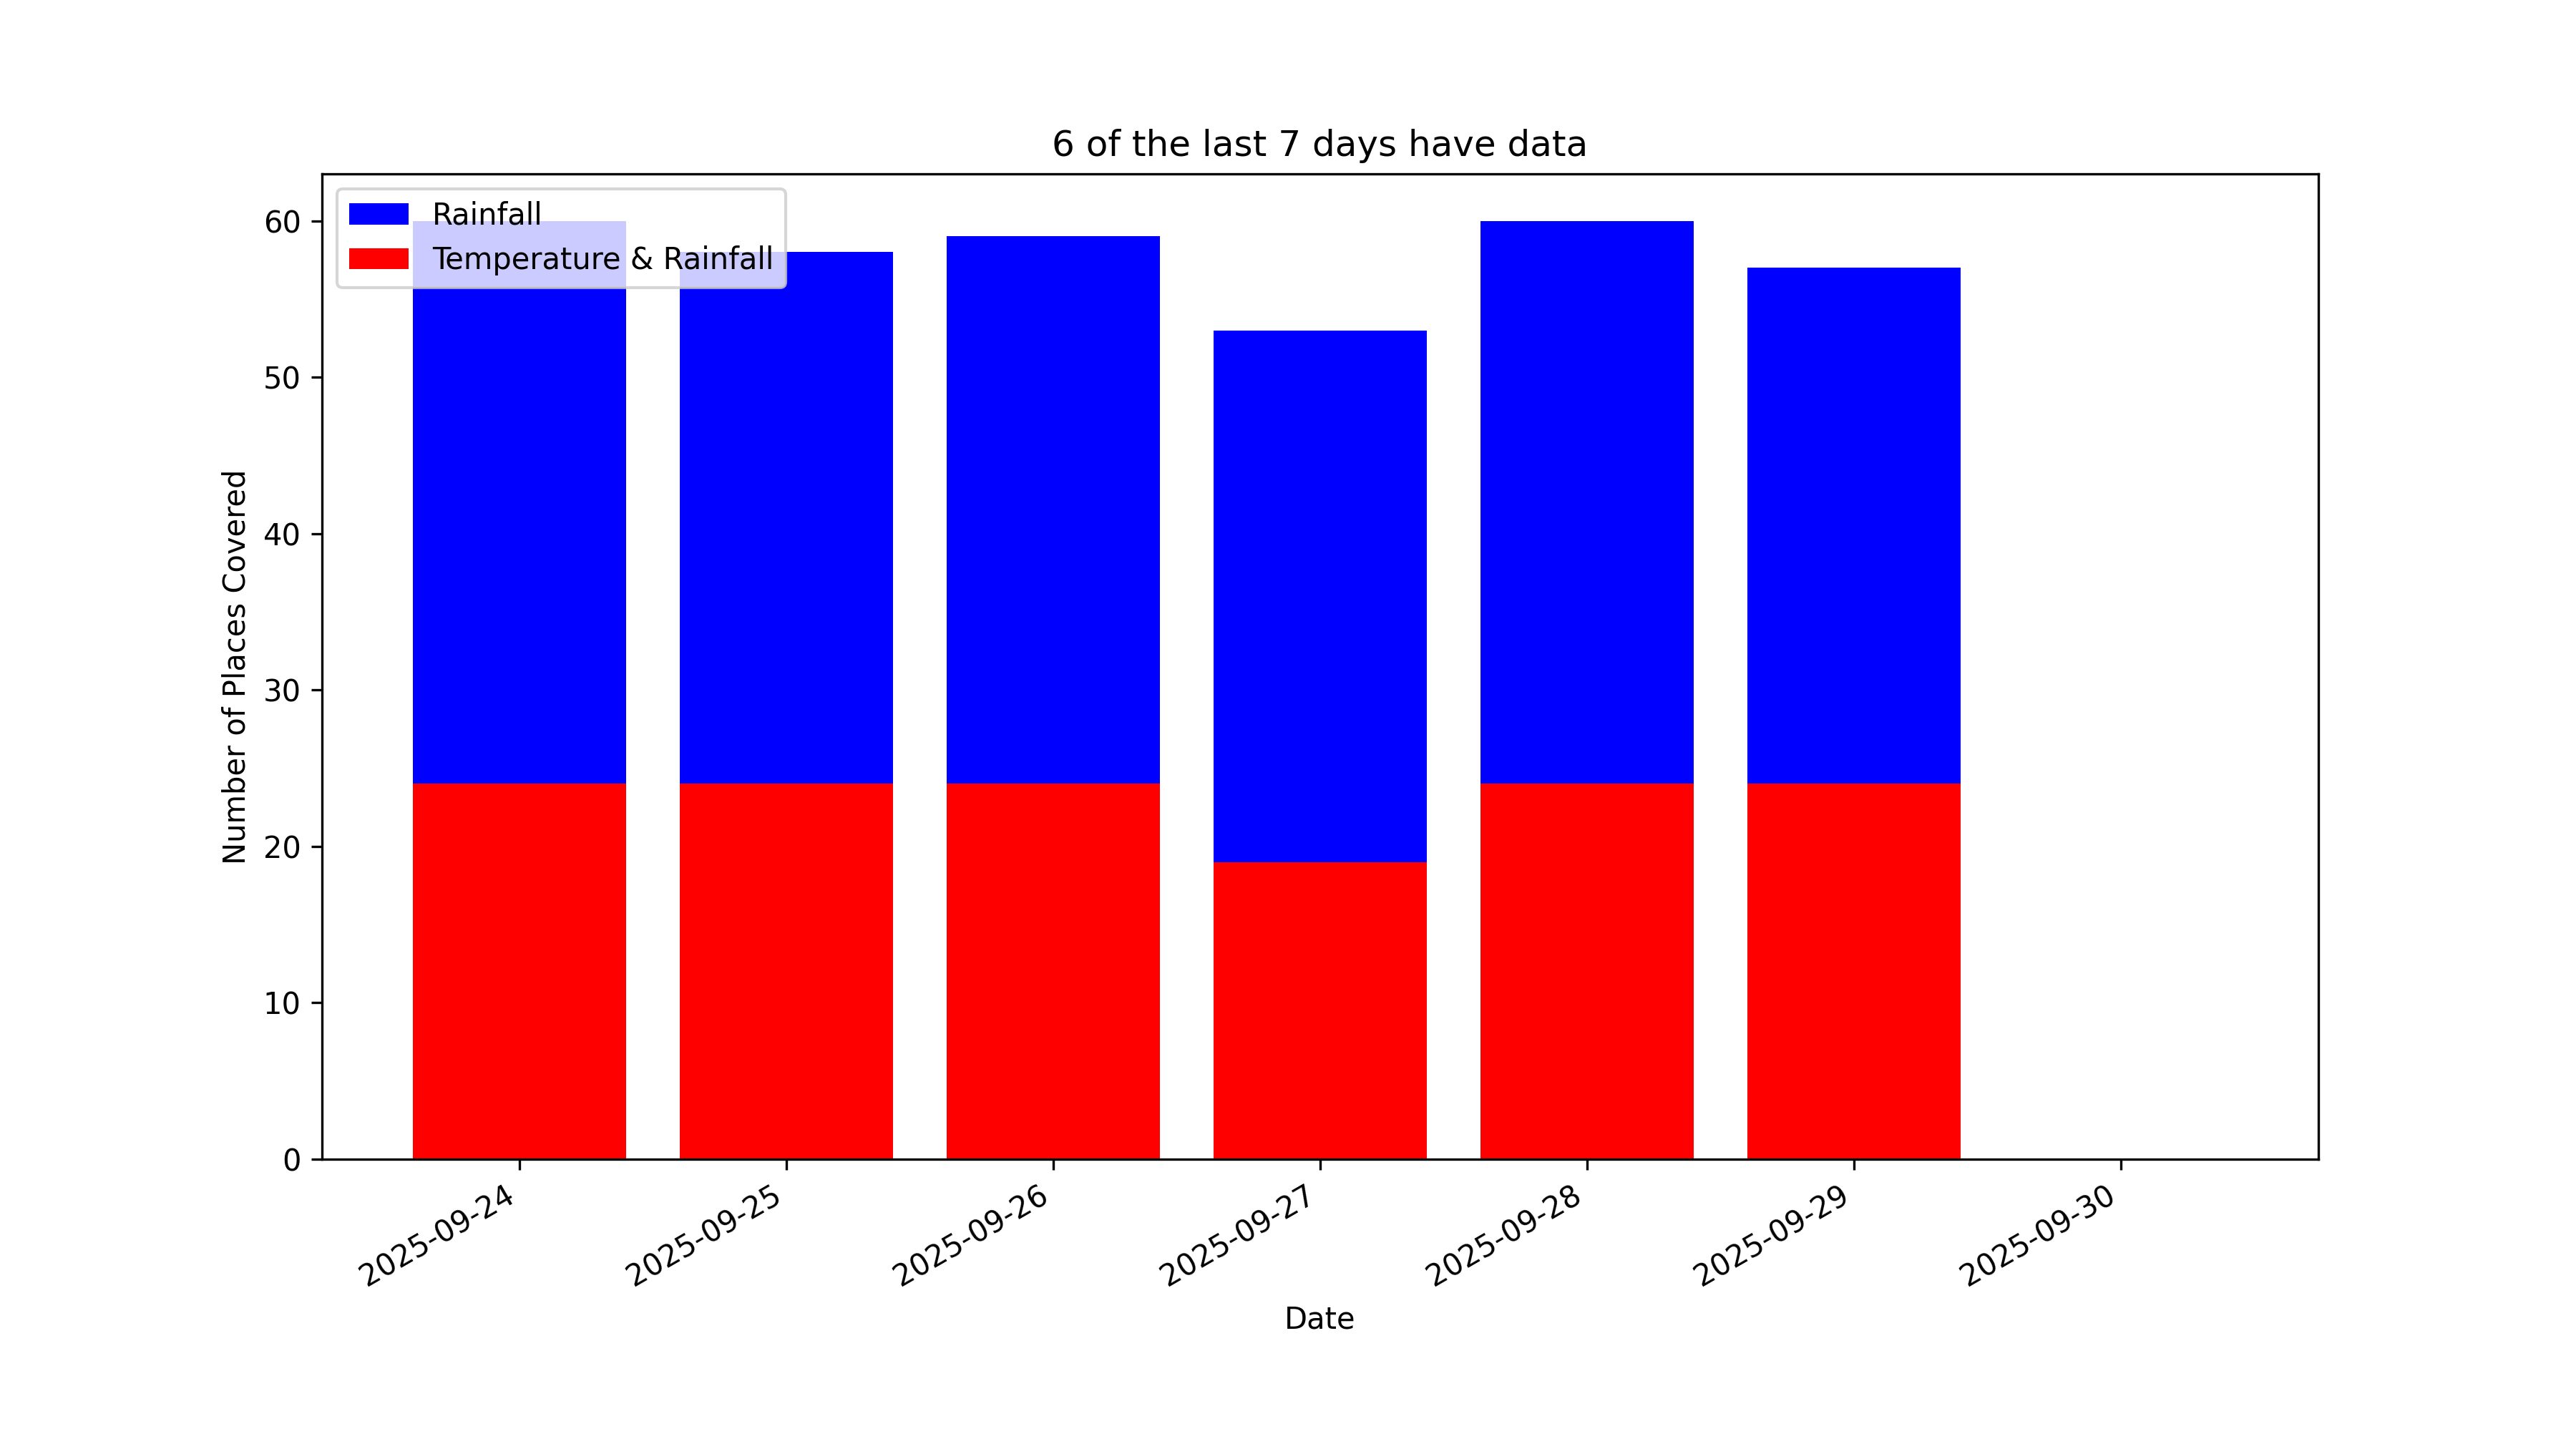 6 of the last 7 days have data
Rainfall
Temperature & Rainfall
Number of Places Covered
60
50
40
30
20
10
0
2025-09-24
2025-09-25
2025-09-26
2025-09-27
2025-09-28
2025-09-29
2025-09-30
Date